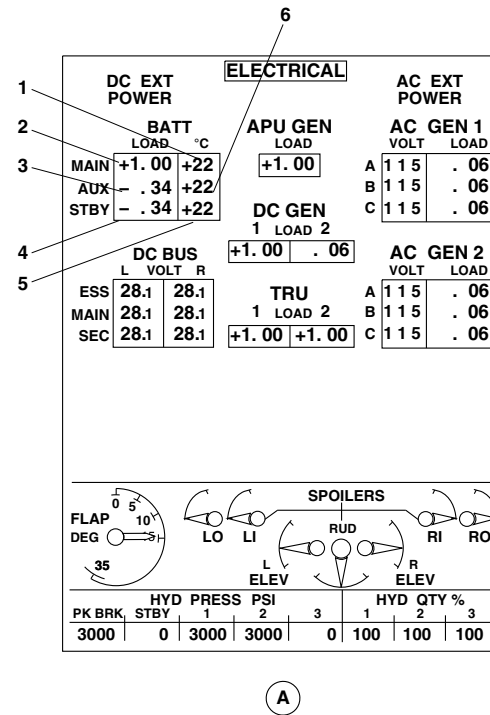 6
ELECTRICAL
DC EXT POWER
AC EXT POWER
1
2
3
4
5
BATT
LOAD °C
MAIN +1.00 +22
AUX - .34 +22
STBY - .34 +22
APU GEN
LOAD
+1.00
AC GEN 1
VOLT LOAD
A 115 .06
B 115 .06
C 115 .06
DC GEN
1 LOAD 2
+1.00 .06
DC BUS
L VOLT R
ESS 28.1 28.1
MAIN 28.1 28.1
SEC 28.1 28.1
TRU
1 LOAD 2
+1.00 +1.00
AC GEN 2
VOLT LOAD
A 115 .06
B 115 .06
C 115 .06
FLAP
DEG
0
5
10
15
35
SPOILERS
LO LI RI RO
RUD
L
ELEV
R
ELEV
HYD PRESS PSI
PK BRK STBY 1 2 3
3000 0 3000 3000 0
HYD QTY %
1 2 3
100 100 100
A